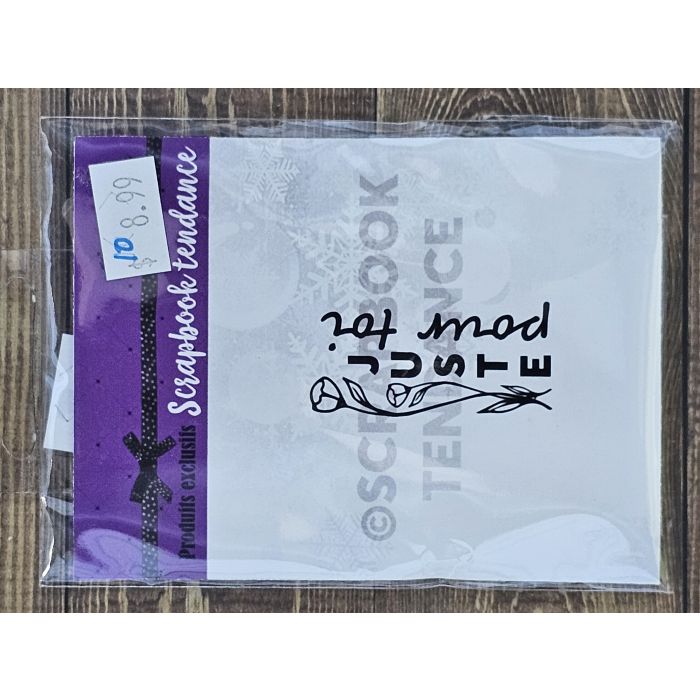 10
$ 8.99
Produits exclusifs Scrapbook tendance
©SCRAPBOOK
TENDANCE
JUSTE
pour toi